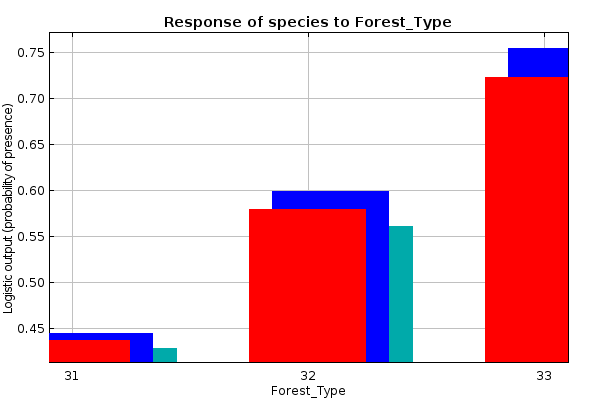 Response of species to Forest_Type
Logistic output (probability of presence)
0.75
0.70
0.65
0.60
0.55
0.50
0.45
31 32 33
Forest_Type